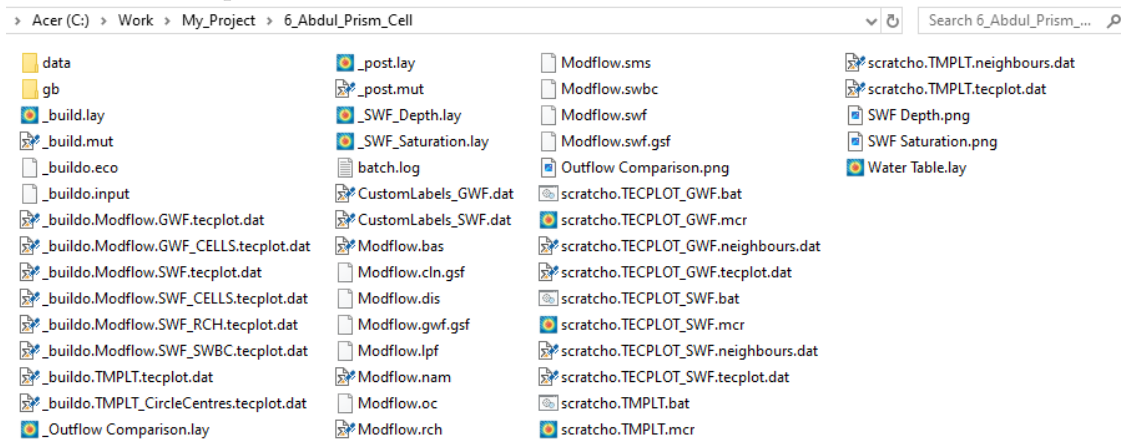 Acer (C:) > Work > My_Project > 6_Abdul_Prism_Cell
Search 6_Abdul_Prism_...
data
gb
_build.lay
_build.mut
_buildo.eco
_buildo.input
_buildo.Modflow.GWF.tecplot.dat
_buildo.Modflow.GWF_CELLS.tecplot.dat
_buildo.Modflow.SWF.tecplot.dat
_buildo.Modflow.SWF_CELLS.tecplot.dat
_buildo.Modflow.SWF_RCH.tecplot.dat
_buildo.Modflow.SWF_SWBC.tecplot.dat
_buildo.TMPLT.tecplot.dat
_buildo.TMPLT_CircleCentres.tecplot.dat
_Outflow Comparison.lay
_post.lay
_post.mut
_SWF_Depth.lay
_SWF_Saturation.lay
batch.log
CustomLabels_GWF.dat
CustomLabels_SWF.dat
Modflow.bas
Modflow.cln.gsf
Modflow.dis
Modflow.gwf.gsf
Modflow.lpf
Modflow.nam
Modflow.oc
Modflow.rch
Modflow.sms
Modflow.swbc
Modflow.swf
Modflow.swf.gsf
Outflow Comparison.png
scratcho.TECPLOT_GWF.bat
scratcho.TECPLOT_GWF.mcr
scratcho.TECPLOT_GWF.neighbours.dat
scratcho.TECPLOT_GWF.tecplot.dat
scratcho.TECPLOT_SWF.bat
scratcho.TECPLOT_SWF.mcr
scratcho.TECPLOT_SWF.neighbours.dat
scratcho.TECPLOT_SWF.tecplot.dat
scratcho.TMPLT.bat
scratcho.TMPLT.mcr
scratcho.TMPLT.neighbours.dat
scratcho.TMPLT.tecplot.dat
SWF Depth.png
SWF Saturation.png
Water Table.lay